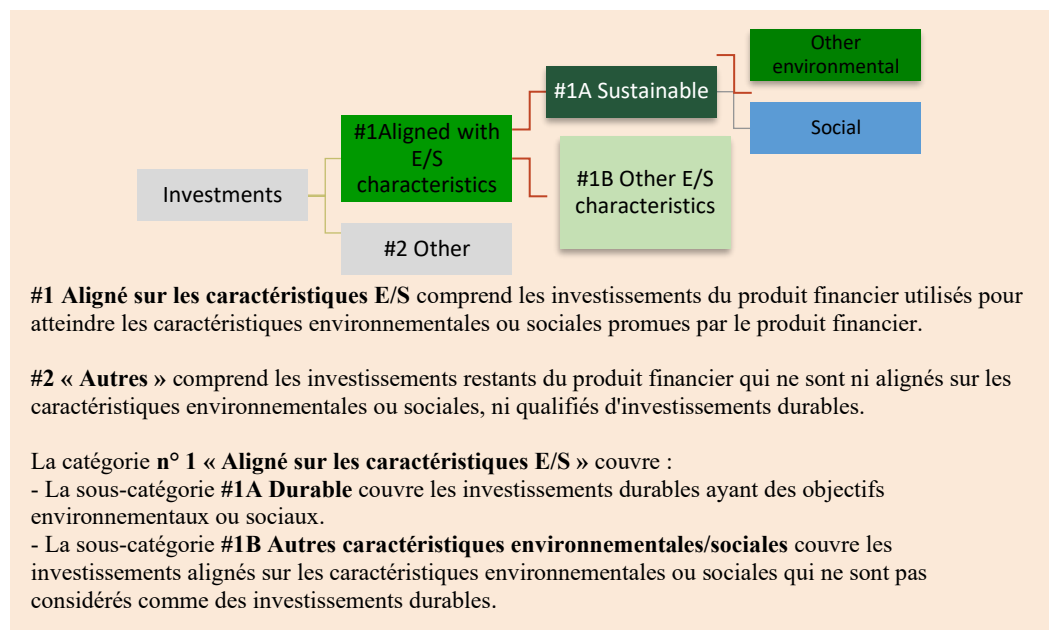 Other
environmental
#1A Sustainable
Social
#1Aligned with
E/S
characteristics
#1B Other E/S
characteristics
Investments
#2 Other
#1 Aligné sur les caractéristiques E/S comprend les investissements du produit financier utilisés pour
atteindre les caractéristiques environnementales ou sociales promues par le produit financier.
#2 « Autres » comprend les investissements restants du produit financier qui ne sont ni alignés sur les
caractéristiques environnementales ou sociales, ni qualifiés d'investissements durables.
La catégorie n° 1 « Aligné sur les caractéristiques E/S » couvre :
- La sous-catégorie #1A Durable couvre les investissements durables ayant des objectifs
environnementaux ou sociaux.
- La sous-catégorie #1B Autres caractéristiques environnementales/sociales couvre les
investissements alignés sur les caractéristiques environnementales ou sociales qui ne sont pas
considérés comme des investissements durables.